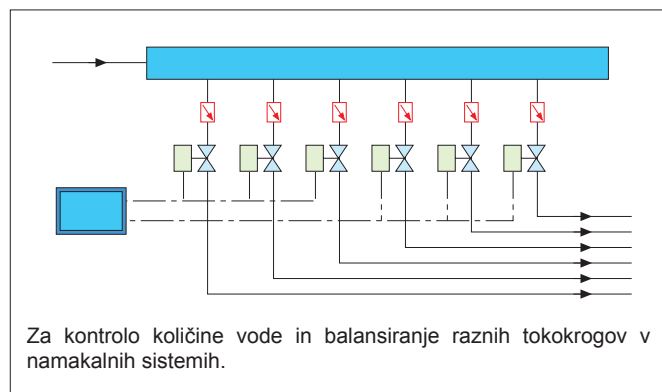 Za kontrolo količine vode in balansiranje raznih tokokrogov v
namakalnih sistemih.